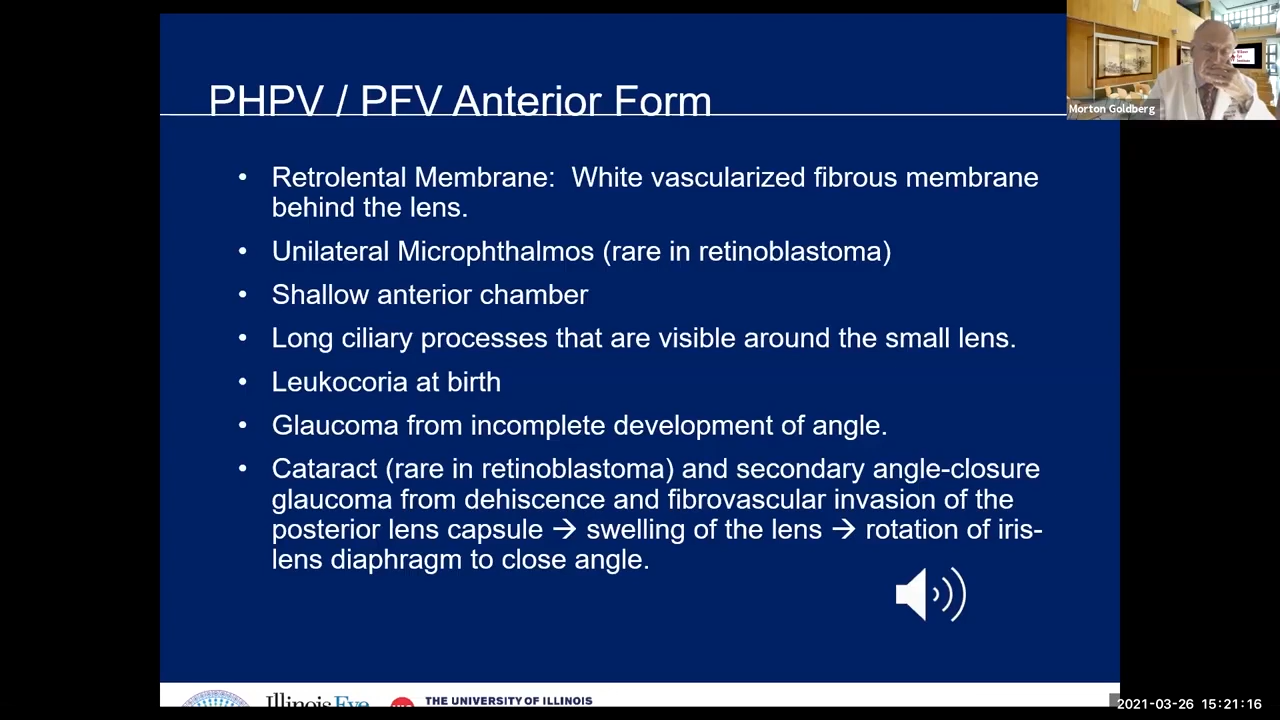 PHPV / PFV Anterior Form
Morton Goldberg
• Retrolental Membrane: White vascularized fibrous membrane
behind the lens.
• Unilateral Microphthalmos (rare in retinoblastoma)
• Shallow anterior chamber
• Long ciliary processes that are visible around the small lens.
• Leukocoria at birth
• Glaucoma from incomplete development of angle.
• Cataract (rare in retinoblastoma) and secondary angle-closure
glaucoma from dehiscence and fibrovascular invasion of the
posterior lens capsule → swelling of the lens → rotation of iris-
lens diaphragm to close angle.
Illinois Eye
THE UNIVERSITY OF ILLINOIS
2021-03-26 15:21:16